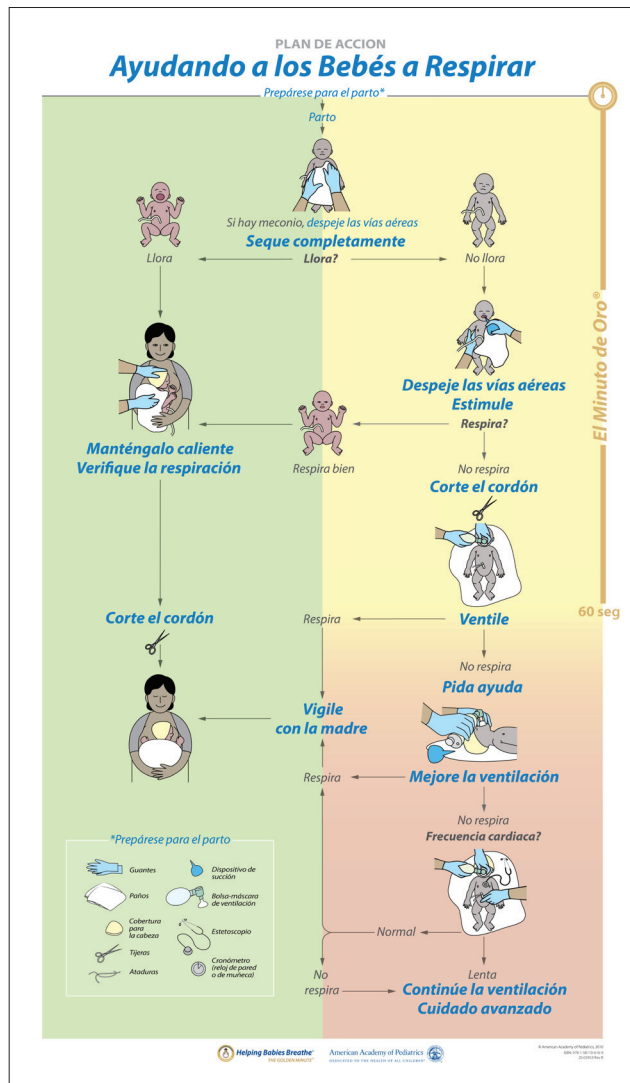 PLAN DE ACCION
Ayudando a los Bebés a Respirar
Prepárese para el parto*
Parto
Si hay meconio, despeje las vías aéreas
Seque completamente
Llora
Llora?
No llora
El Minuto de Oro®
Despeje las vías aéreas
Estimule
Respira?
Manténgalo caliente
Verifique la respiración
Respira bien
No respira
Corte el cordón
60 seg
Corte el cordón
Respira
Ventile
No respira
Pida ayuda
Vigile
con la madre
Respira
Mejore la ventilación
No respira
Frecuencia cardiaca?
*Prepárese para el parto
Guantes
Dispositivo de
succión
Paños
Bolsa-máscara
de ventilación
Cobertura
para
la cabeza
Estetoscopio
Tijeras
Ataduras
Cronómetro
(reloj de pared
o de muñeca)
Normal
No
respira
Lenta
Continúe la ventilación
Cuidado avanzado
Helping Babies Breathe®
THE GOLDEN MINUTE®
American Academy of Pediatrics
DEDICATED TO THE HEALTH OF ALL CHILDREN®
© American Academy of Pediatrics, 2010